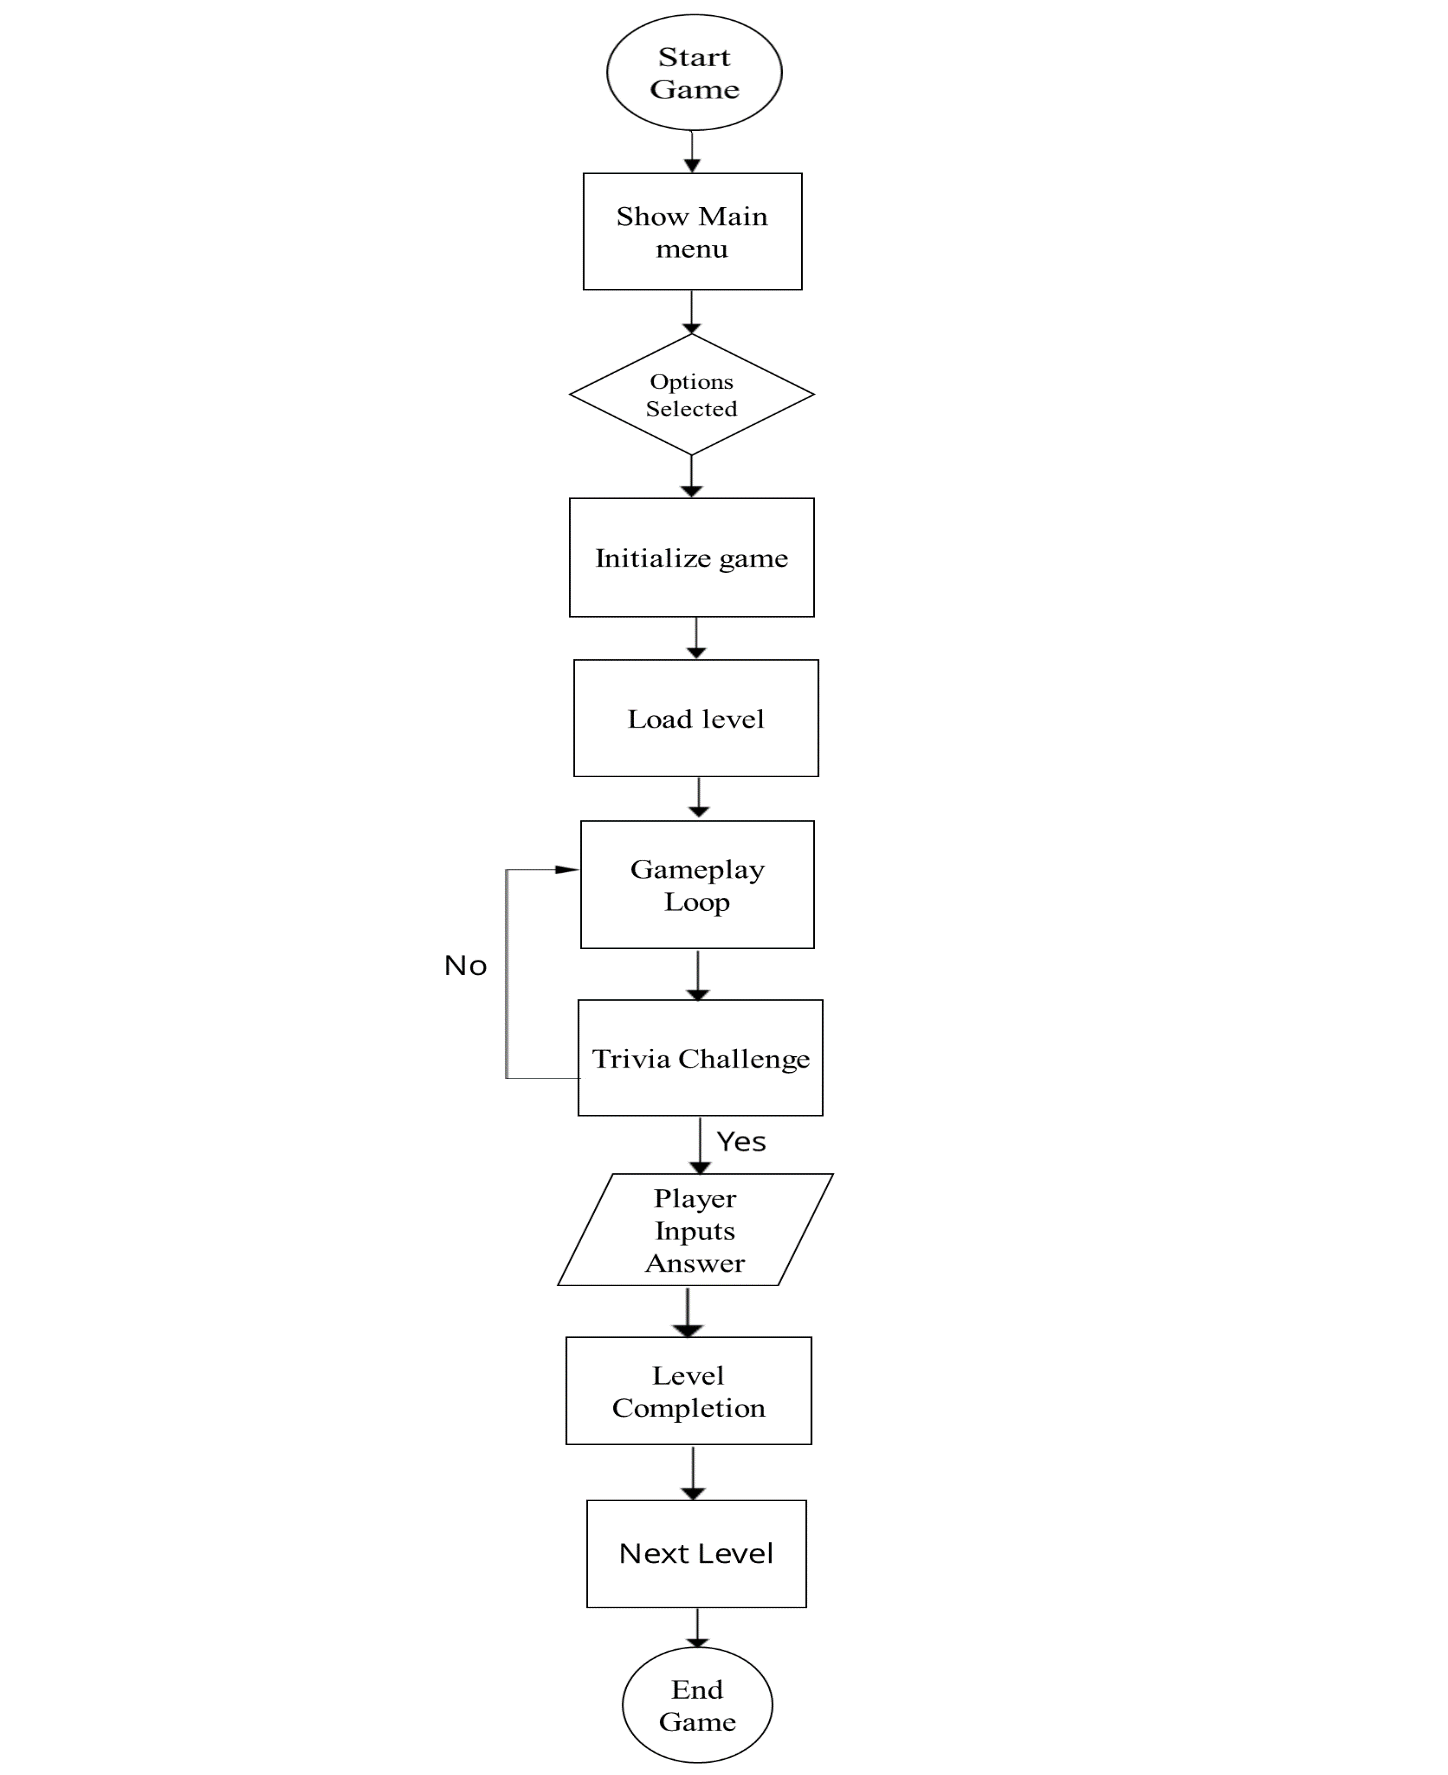 Start
Game
Show Main
menu
Options
Selected
Initialize game
Load level
Gameplay
Loop
No
Trivia Challenge
Yes
Player
Inputs
Answer
Level
Completion
Next Level
End
Game